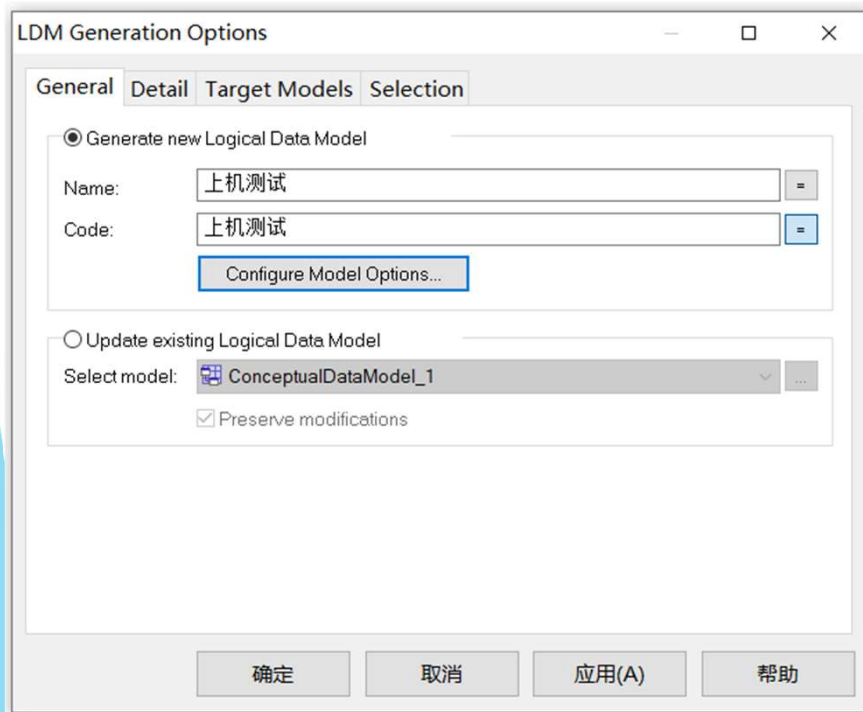 LDM Generation Options
General Detail Target Models Selection
Generate new Logical Data Model
Name: 上机测试 =
Code: 上机测试 =
Configure Model Options...
Update existing Logical Data Model
Select model: ConceptualDataModel_1 ...
Preserve modifications
确定 取消 应用(A) 帮助